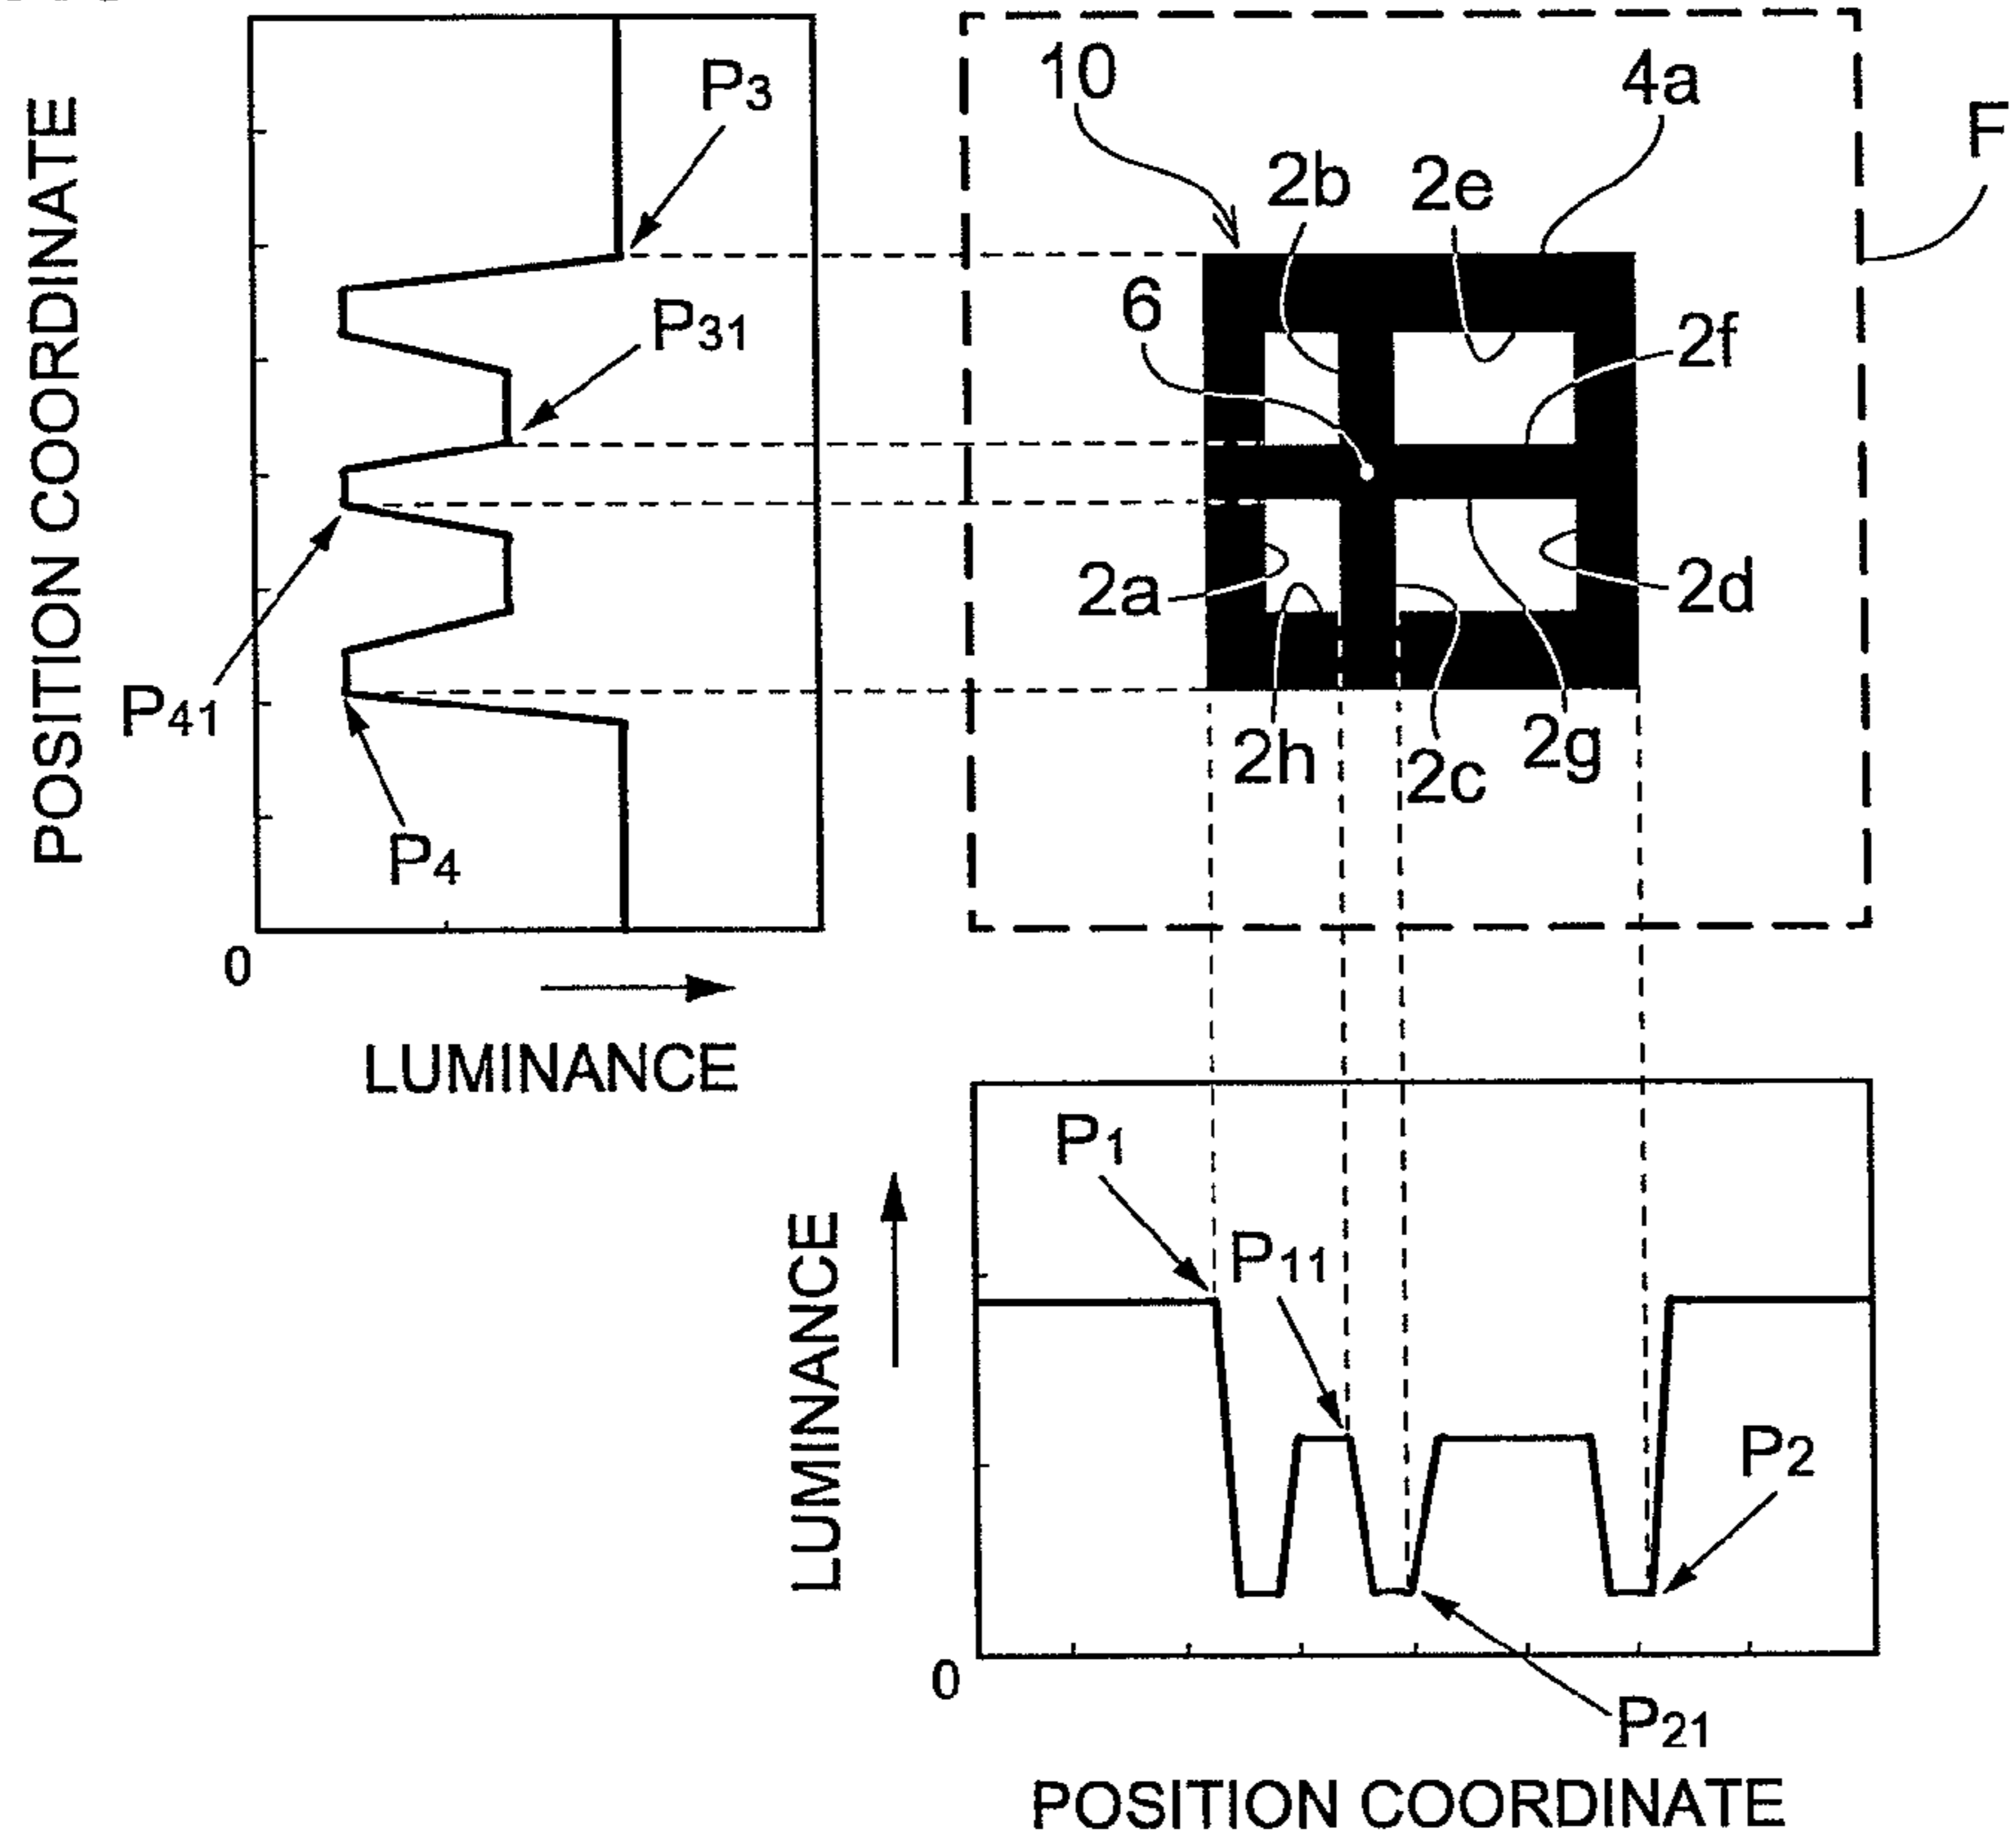 10
4a
F
P3
2b
2e
6
2f
P31
POSITION COORDINATE
2a
2d
P41
2h
2c
2g
P4
0
LUMINANCE
P1
P11
LUMINANCE
P2
0
P21
POSITION COORDINATE